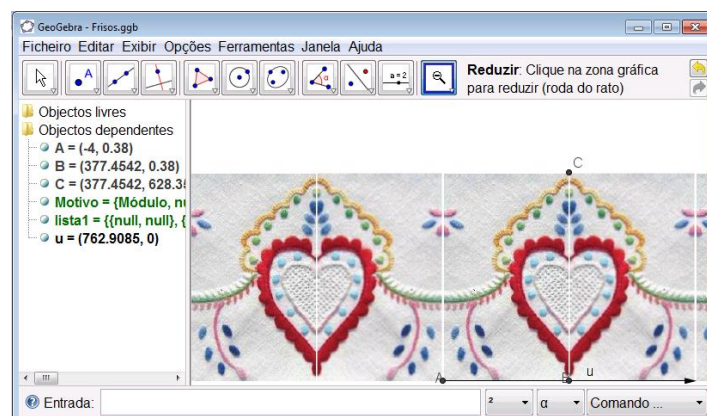 GeoGebra - Frisos.ggb
Ficheiro Editar Exibir Opções Ferramentas Janela Ajuda
A
α
a = 2
Reduzir: Clique na zona gráfica
para reduzir (roda do rato)
Objectos livres
Objectos dependentes
A = (-4, 0.38)
B = (377.4542, 0.38)
C = (377.4542, 628.35
Motivo = {Módulo, nu
lista1 = {{null, null}, {
u = (762.9085, 0)
C
A
B
u
Entrada:
²
α
Comando ...